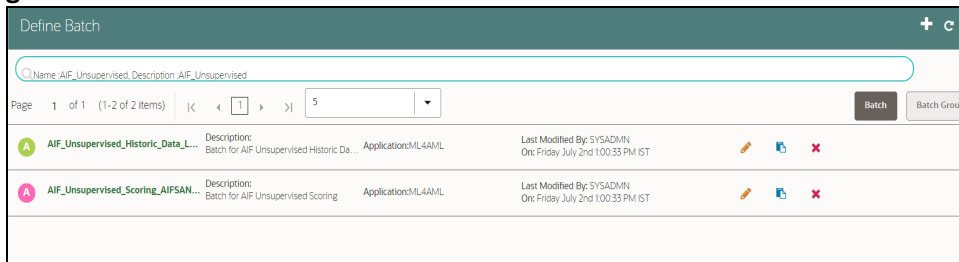 g
Define Batch
Name :AIF_Unsupervised, Description :AIF_Unsupervised
Page 1 of 1 (1-2 of 2 items) 1 5 Batch Batch Grou
A AIF_Unsupervised_Historic_Data_L... Description: Application:ML4AML Last Modified By: SYSADMN
Batch for AIF Unsupervised Historic Da... On: Friday July 2nd 1:00:33 PM IST
A AIF_Unsupervised_Scoring_AIFSAN... Description: Application:ML4AML Last Modified By: SYSADMN
Batch for AIF Unsupervised Scoring On: Friday July 2nd 1:00:33 PM IST